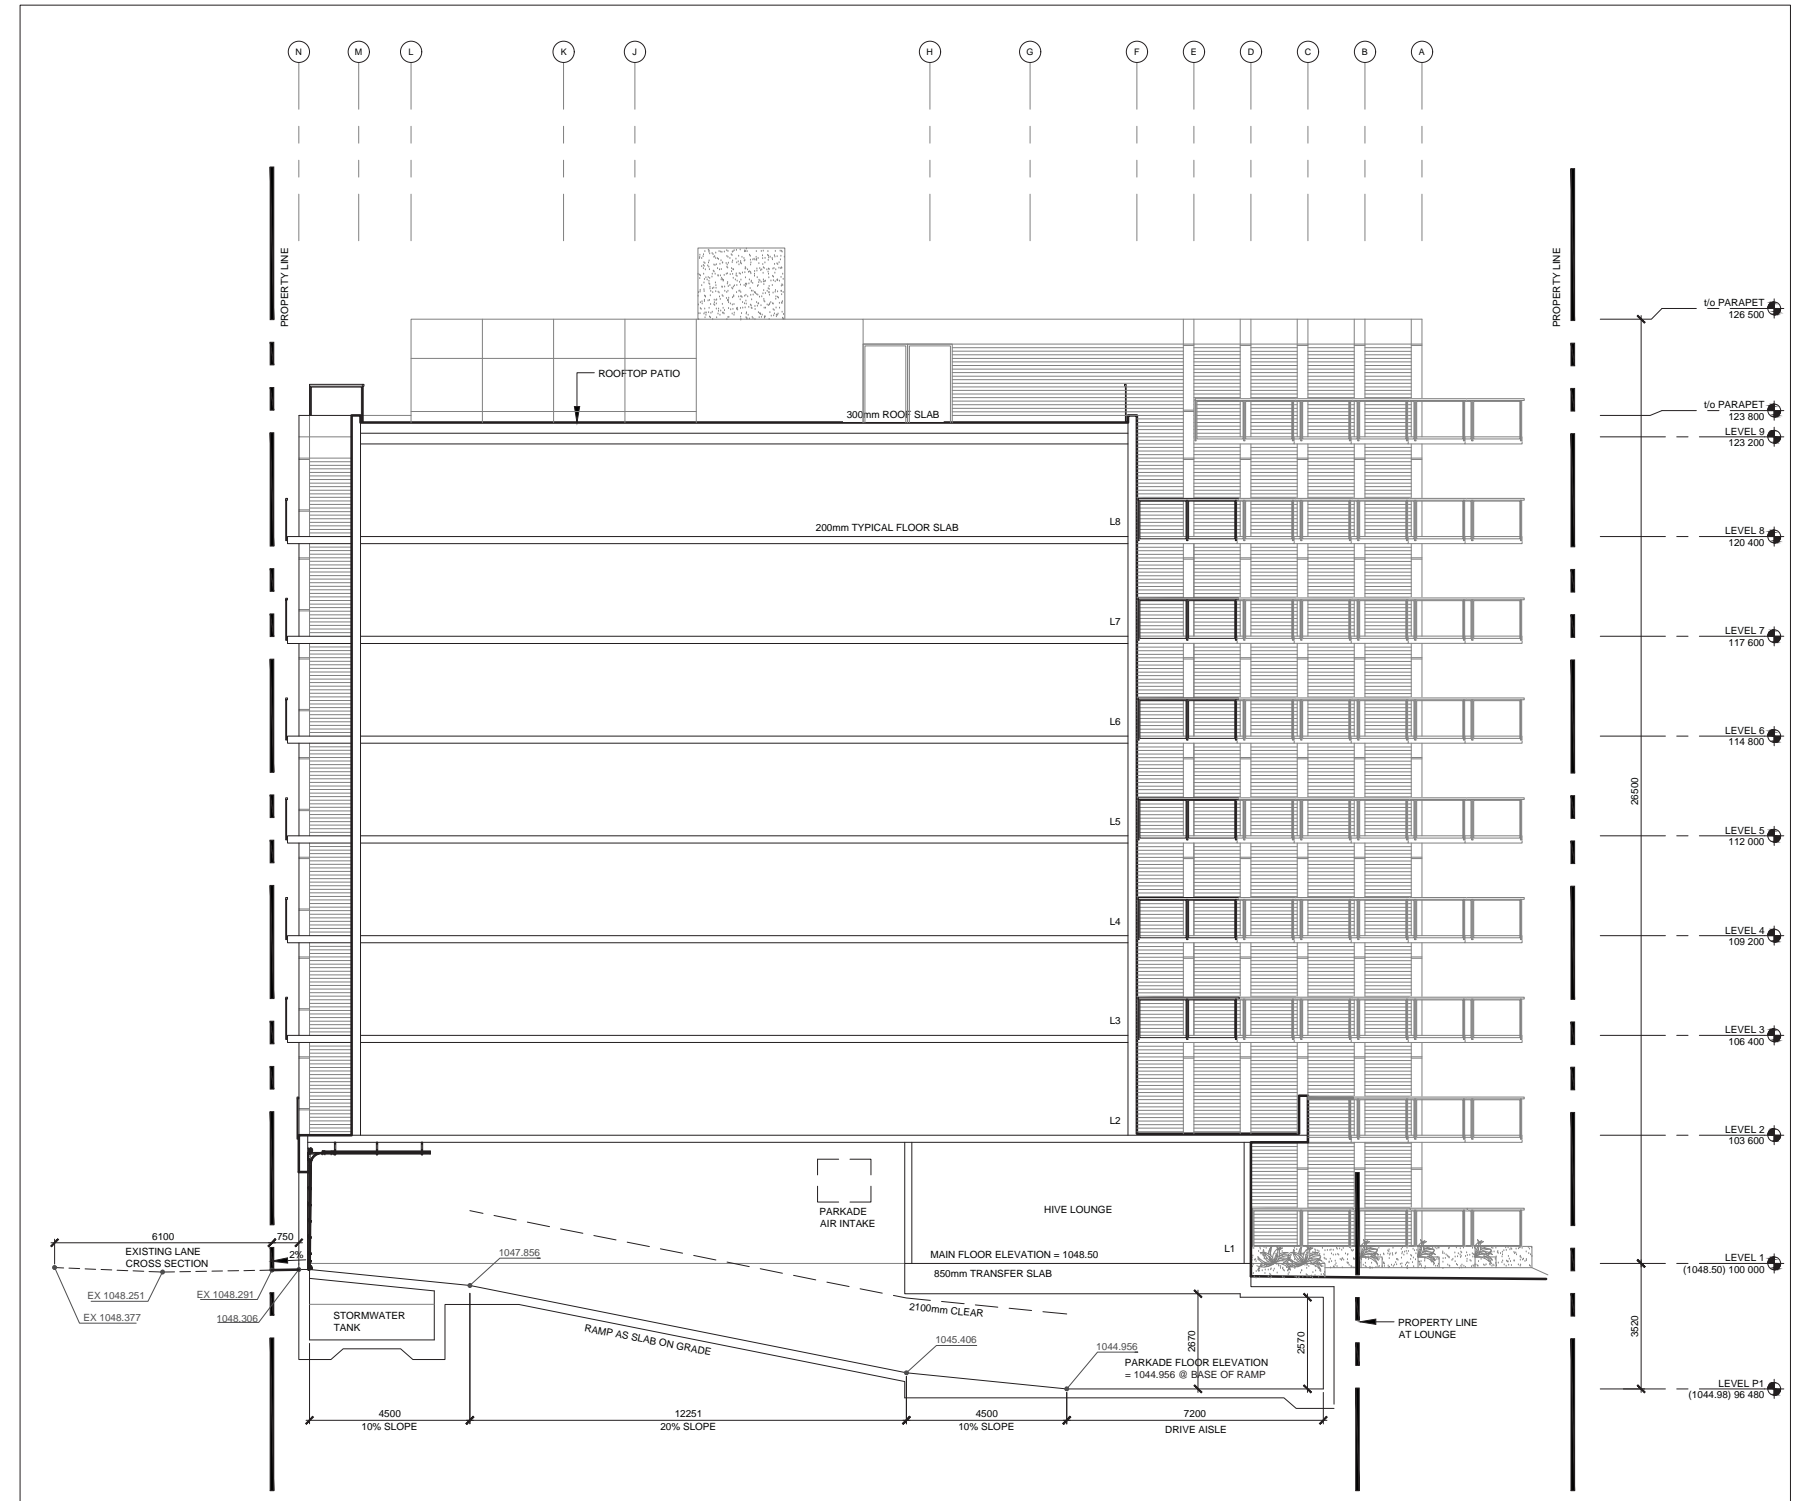 N M L K J H G F E D C B A
PROPERTY LINE
PROPERTY LINE
t/o PARAPET
126 500
ROOFTOP PATIO
300mm ROOF SLAB
t/o PARAPET
123 800
LEVEL 9
123 200
200mm TYPICAL FLOOR SLAB
L8
LEVEL 8
120 400
L7
LEVEL 7
117 600
L6
LEVEL 6
114 800
26500
L5
LEVEL 5
112 000
L4
LEVEL 4
109 200
L3
LEVEL 3
106 400
L2
LEVEL 2
103 600
PARKADE
AIR INTAKE
HIVE LOUNGE
6100
750
EXISTING LANE
CROSS SECTION
2%
1047.856
MAIN FLOOR ELEVATION = 1048.50
L1
850mm TRANSFER SLAB
LEVEL 1
(1048.50) 100 000
EX 1048.251
EX 1048.291
EX 1048.377
1048.306
STORMWATER
TANK
RAMP AS SLAB ON GRADE
2100mm CLEAR
1045.406
1044.956
2670
2570
PROPERTY LINE
AT LOUNGE
3520
PARKADE FLOOR ELEVATION
= 1044.956 @ BASE OF RAMP
LEVEL P1
(1044.98) 96 480
4500
10% SLOPE
12251
20% SLOPE
4500
10% SLOPE
7200
DRIVE AISLE